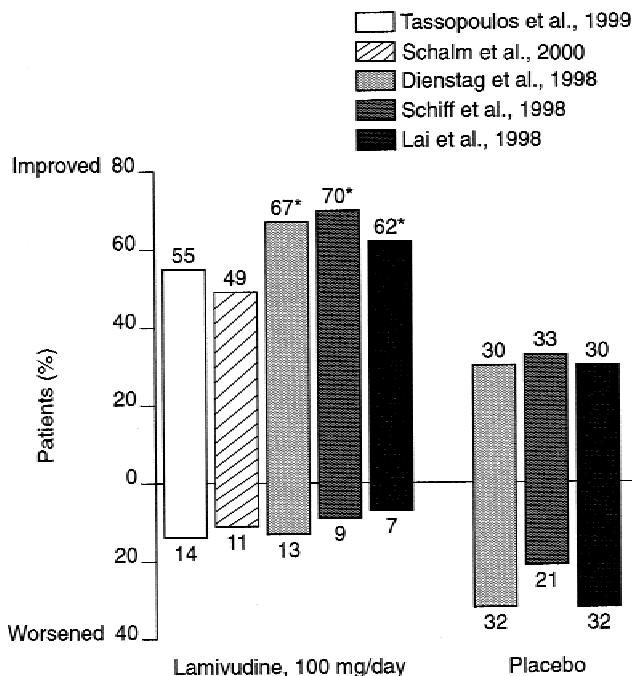 Tassopoulos et al., 1999
Schalm et al., 2000
Dienstag et al., 1998
Schiff et al., 1998
Lai et al., 1998
Improved 80
60
40
20
0
20
Worsened 40
Patients (%)
55
49
67*
70*
62*
30
33
30
14
11
13
9
7
32
21
32
Lamivudine, 100 mg/day
Placebo